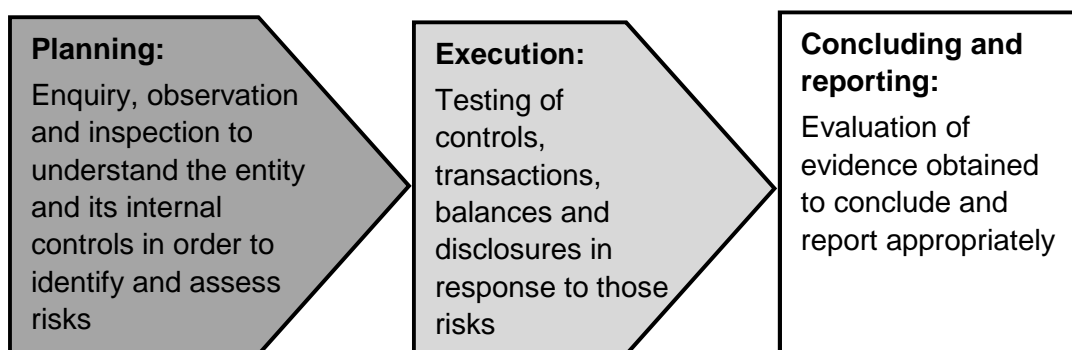 Planning:
Enquiry, observation
and inspection to
understand the entity
and its internal
controls in order to
identify and assess
risks
Execution:
Testing of
controls,
transactions,
balances and
disclosures in
response to those
risks
Concluding and
reporting:
Evaluation of
evidence obtained
to conclude and
report appropriately